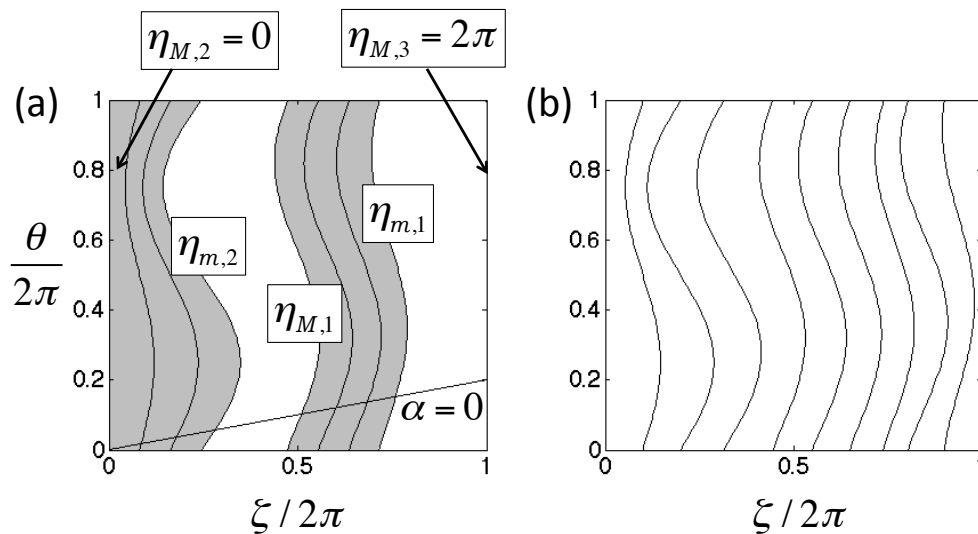 η_{M,2} = 0
η_{M,3} = 2π
(a)
(b)
1
0.8
0.6
0.4
0.2
0
θ
2π
η_{m,2}
η_{m,1}
η_{M,1}
α = 0
0
0.5
1
ζ / 2π
1
0.8
0.6
0.4
0.2
0
0
0.5
1
ζ / 2π